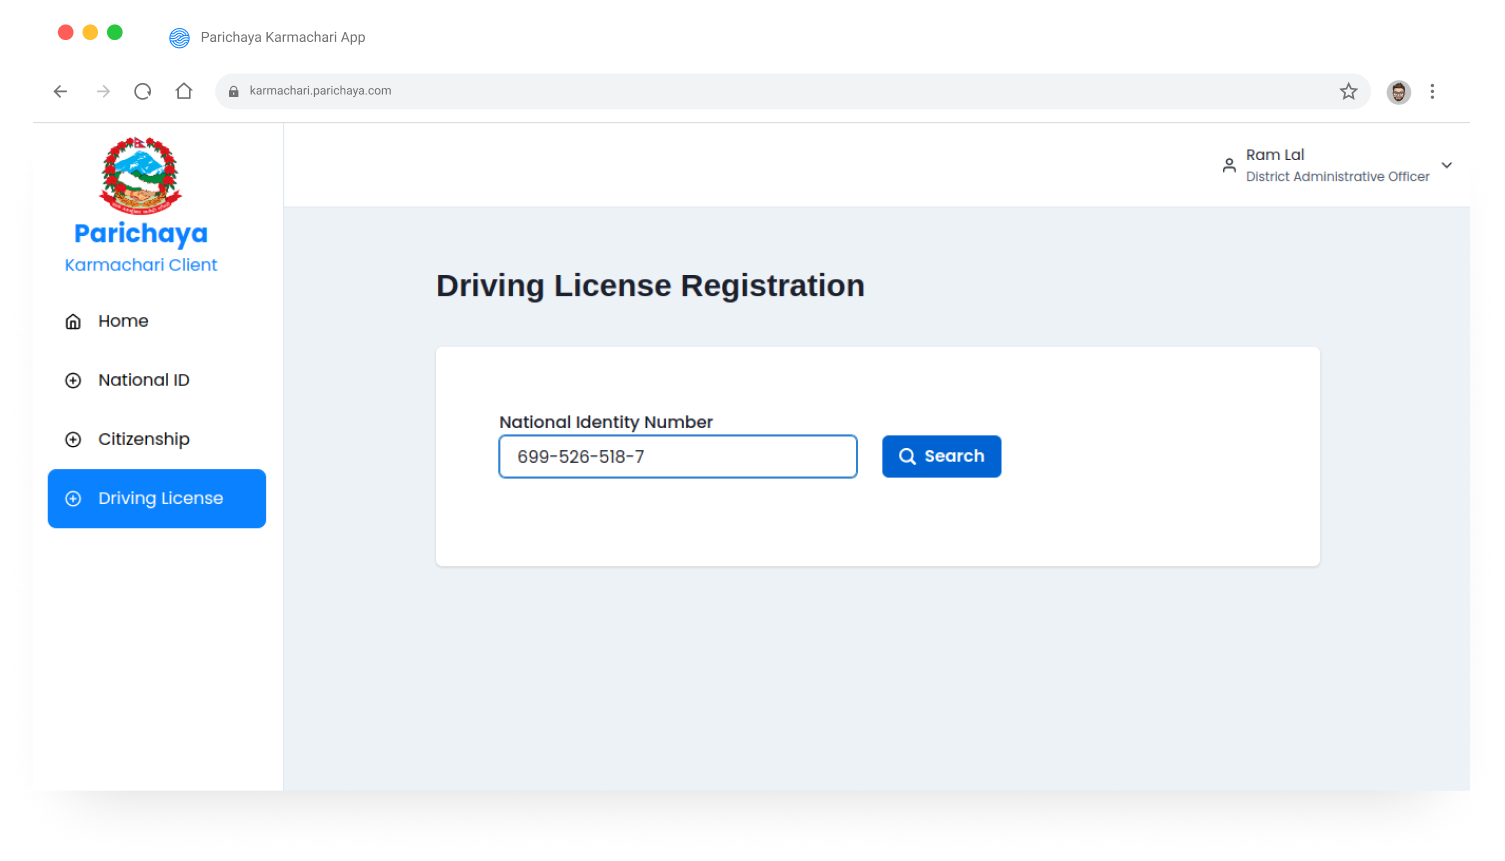 Parichaya Karmachari App
karmachari.parichaya.com
Ram Lal
District Administrative Officer
Parichaya
Karmachari Client
Home
National ID
Citizenship
Driving License
Driving License Registration
National Identity Number
699-526-518-7
Search